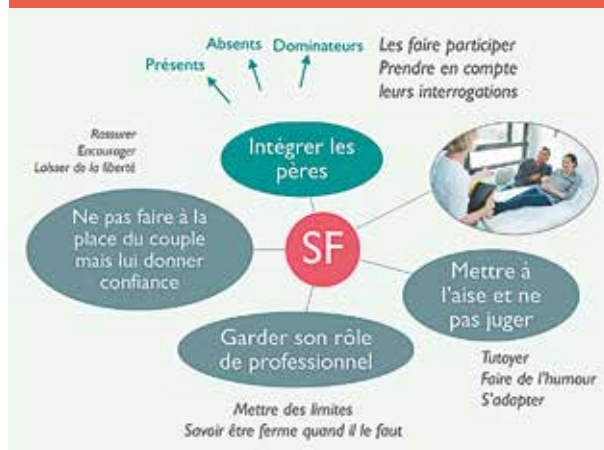 Absents
Dominateurs
Présents
Les faire participer
Prendre en compte
leurs interrogations
Rassurer
Encourager
Laisser de la liberté
Intégrer les
pères
Ne pas faire à la
place du couple
mais lui donner
confiance
SF
Mettre à
l'aise et ne
pas juger
Garder son rôle
de professionnel
Tutoyer
Faire de l'humour
S'adapter
Mettre des limites
Savoir être ferme quand il le faut